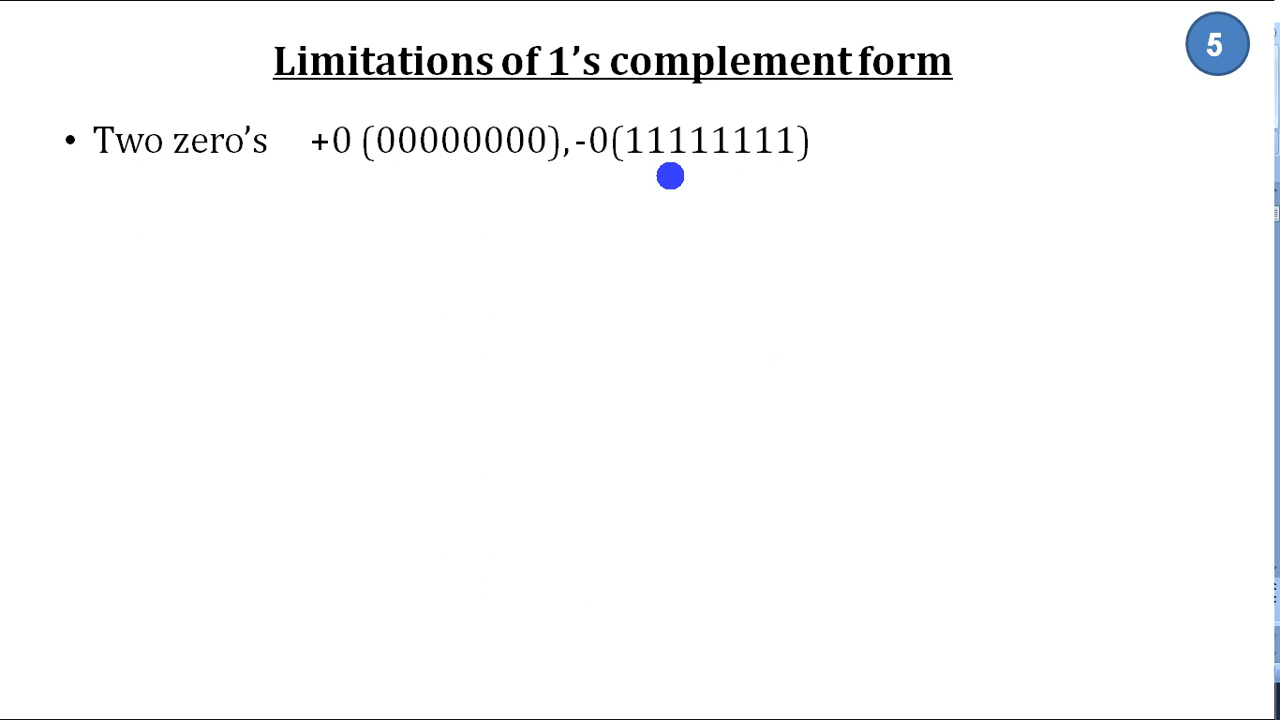 5
Limitations of 1’s complement form
• Two zero’s +0 (00000000), -0(11111111)